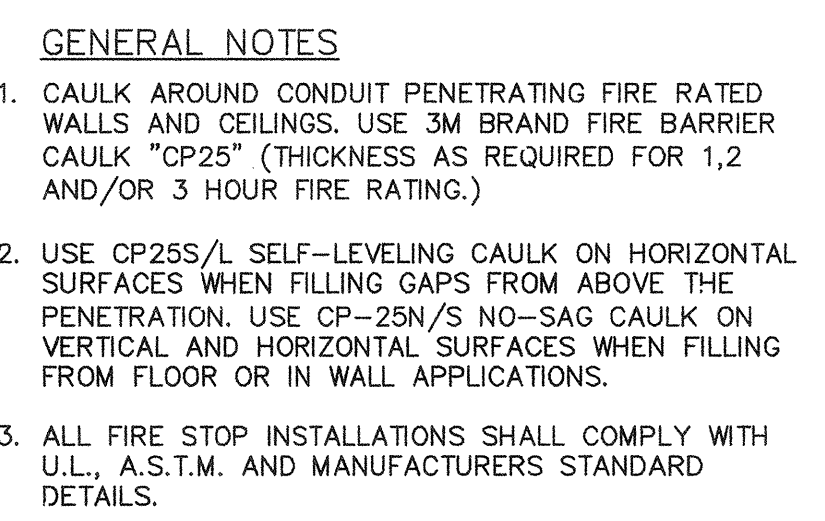 GENERAL NOTES
1. CAULK AROUND CONDUIT PENETRATING FIRE RATED
WALLS AND CEILINGS. USE 3M BRAND FIRE BARRIER
CAULK "CP25" (THICKNESS AS REQUIRED FOR 1,2
AND/OR 3 HOUR FIRE RATING.)
2. USE CP25S/L SELF-LEVELING CAULK ON HORIZONTAL
SURFACES WHEN FILLING GAPS FROM ABOVE THE
PENETRATION. USE CP-25N/S NO-SAG CAULK ON
VERTICAL AND HORIZONTAL SURFACES WHEN FILLING
FROM FLOOR OR IN WALL APPLICATIONS.
3. ALL FIRE STOP INSTALLATIONS SHALL COMPLY WITH
U.L., A.S.T.M. AND MANUFACTURERS STANDARD
DETAILS.